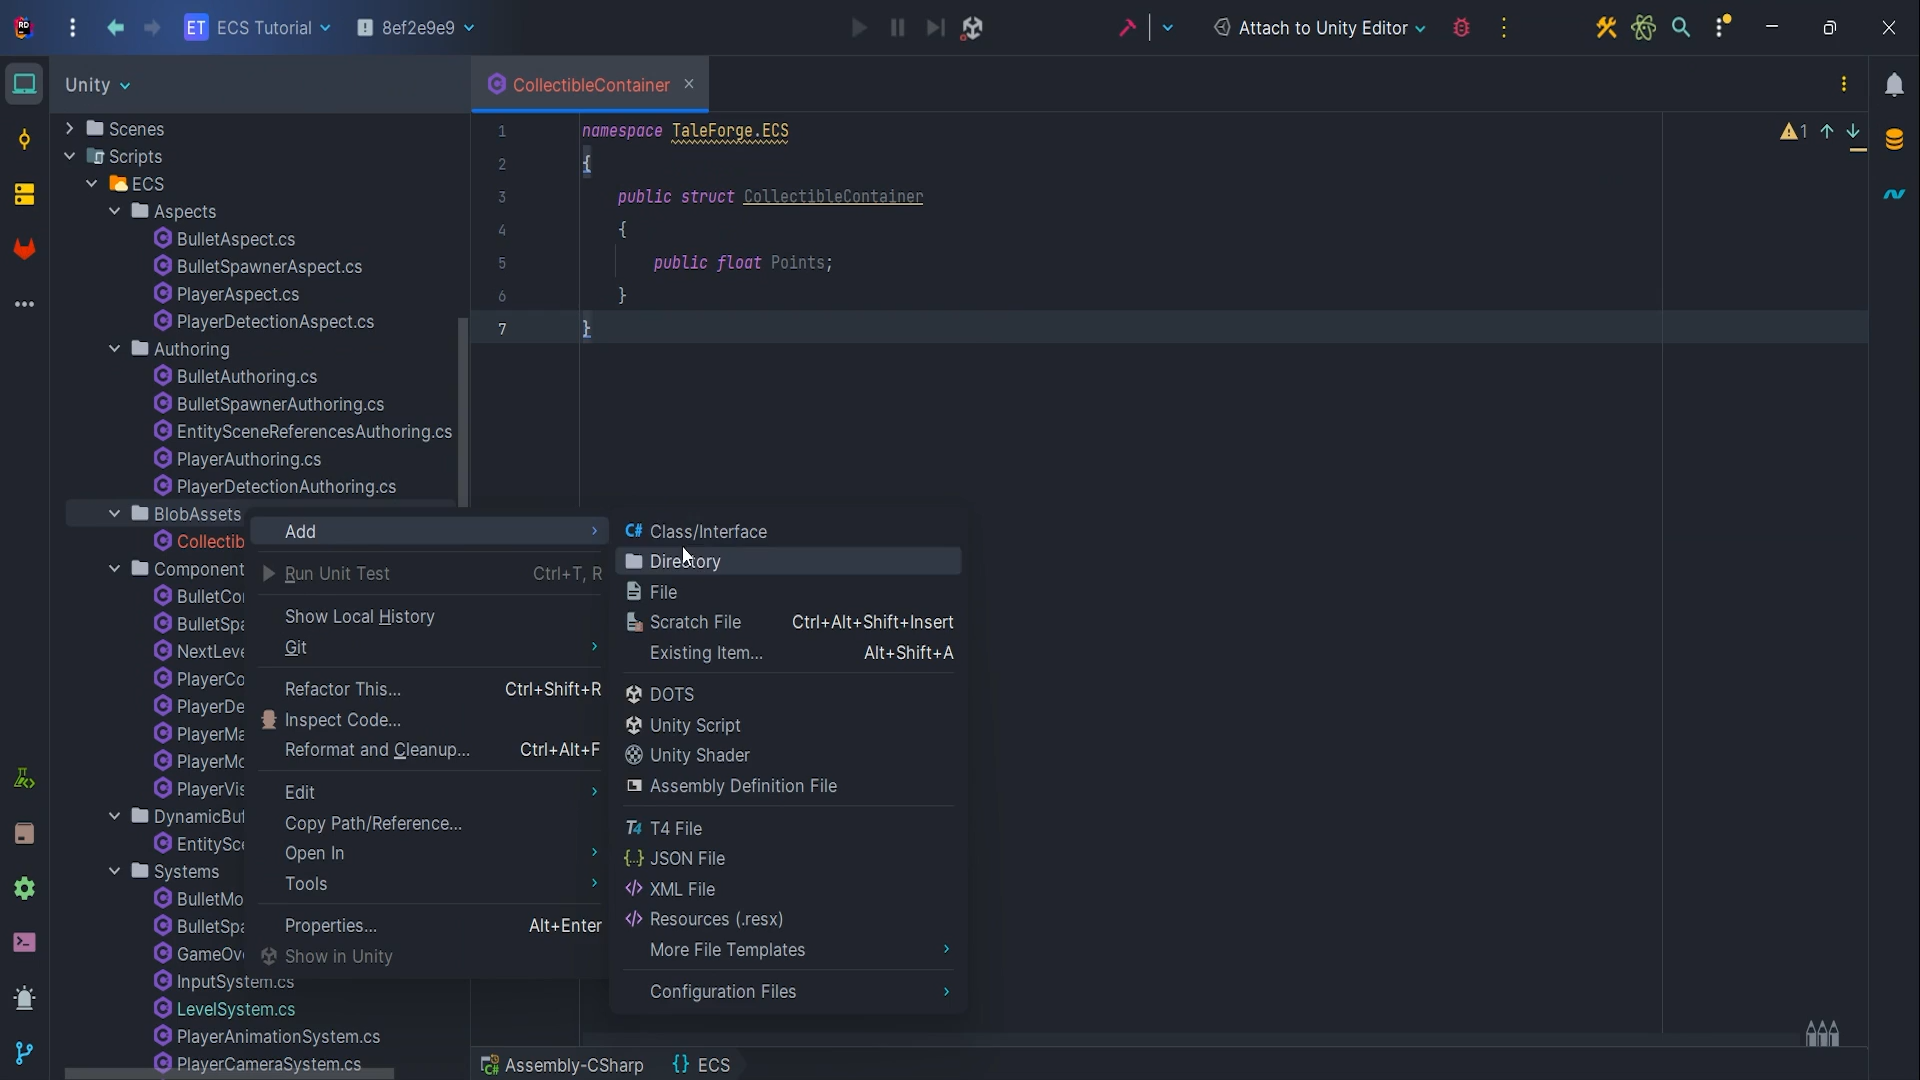 RD
ET ECS Tutorial
8ef2e9e9
Attach to Unity Editor
Unity
CollectibleContainer
Scenes
Scripts
ECS
Aspects
BulletAspect.cs
BulletSpawnerAspect.cs
PlayerAspect.cs
PlayerDetectionAspect.cs
Authoring
BulletAuthoring.cs
BulletSpawnerAuthoring.cs
EntitySceneReferencesAuthoring.cs
PlayerAuthoring.cs
PlayerDetectionAuthoring.cs
BlobAssets
Collectib
Component
BulletCo
BulletSpa
NextLeve
PlayerCo
PlayerDe
PlayerMa
PlayerMo
PlayerVis
DynamicBuf
EntitySce
Systems
BulletMo
BulletSpa
GameOv
InputSystem.cs
LevelSystem.cs
PlayerAnimationSystem.cs
PlayerCameraSystem.cs
1 namespace TaleForge.ECS
2 {
3 public struct CollectibleContainer
4 {
5 public float Points;
6 }
7 }
1
Add
Run Unit Test Ctrl+T, R
Show Local History
Git
Refactor This... Ctrl+Shift+R
Inspect Code...
Reformat and Cleanup... Ctrl+Alt+F
Edit
Copy Path/Reference...
Open In
Tools
Properties... Alt+Enter
Show in Unity
C# Class/Interface
Directory
File
Scratch File Ctrl+Alt+Shift+Insert
Existing Item... Alt+Shift+A
DOTS
Unity Script
Unity Shader
Assembly Definition File
T4 T4 File
{..} JSON File
</> XML File
</> Resources (.resx)
More File Templates
Configuration Files
C# Assembly-CSharp {} ECS